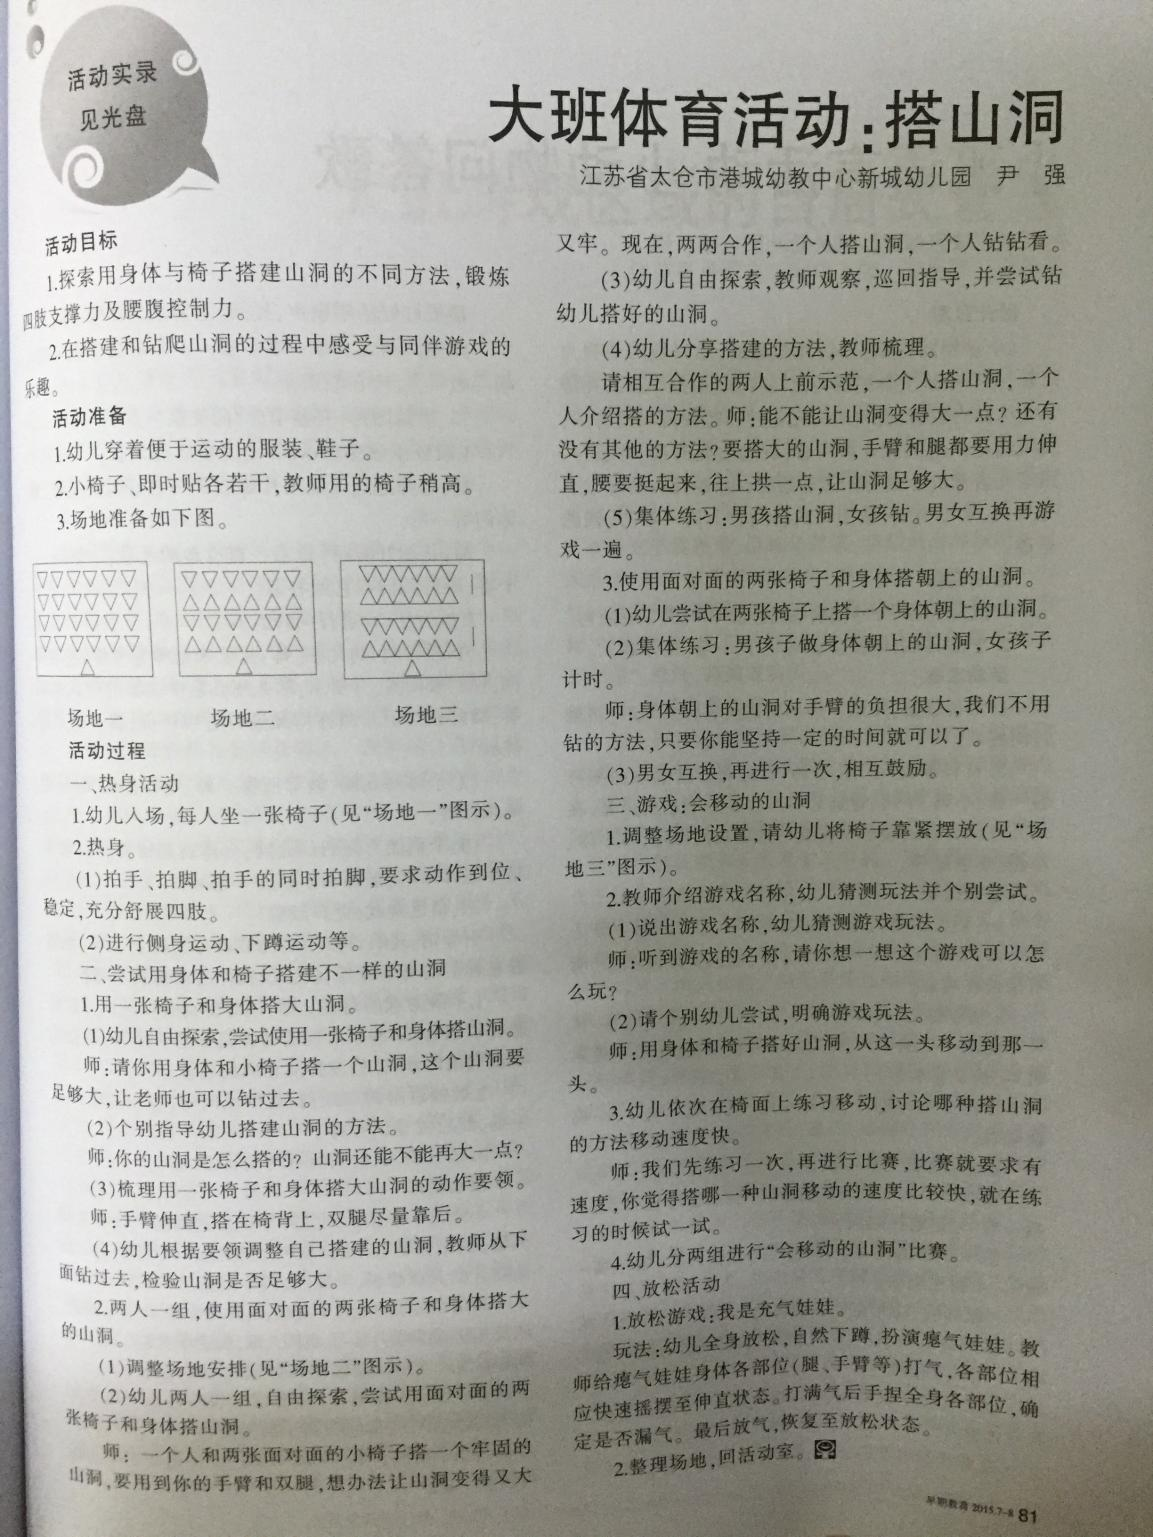 活动实录
见光盘
大班体育活动:搭山洞
江苏省太仓市港城幼教中心新城幼儿园 尹 强
活动目标
1.探索用身体与椅子搭建山洞的不同方法,锻炼
四肢支撑力及腰腹控制力。
2.在搭建和钻爬山洞的过程中感受与同伴游戏的
乐趣。
活动准备
1.幼儿穿着便于运动的服装、鞋子。
2.小椅子、即时贴各若干,教师用的椅子稍高。
3.场地准备如下图。
场地一 场地二 场地三
活动过程
一、热身活动
1.幼儿入场,每人坐一张椅子(见“场地一”图示)。
2.热身。
(1)拍手、拍脚、拍手的同时拍脚,要求动作到位、
稳定,充分舒展四肢。
(2)进行侧身运动、下蹲运动等。
二、尝试用身体和椅子搭建不一样的山洞
1.用一张椅子和身体搭大山洞。
(1)幼儿自由探索,尝试使用一张椅子和身体搭山洞。
师:请你用身体和小椅子搭一个山洞,这个山洞要
足够大,让老师也可以钻过去。
(2)个别指导幼儿搭建山洞的方法。
师:你的山洞是怎么搭的?山洞还能不能再大一点?
(3)梳理用一张椅子和身体搭大山洞的动作要领。
师:手臂伸直,搭在椅背上,双腿尽量靠后。
(4)幼儿根据要领调整自己搭建的山洞,教师从下
面钻过去,检验山洞是否足够大。
2.两人一组,使用面对面的两张椅子和身体搭大
的山洞。
(1)调整场地安排(见“场地二”图示)。
(2)幼儿两人一组,自由探索,尝试用面对面的两
张椅子和身体搭山洞。
师:一个人和两张面对面的小椅子搭一个牢固的
山洞,要用到你的手臂和双腿,想办法让山洞变得又大
又牢。现在,两两合作,一个人搭山洞,一个人钻钻看。
(3)幼儿自由探索,教师观察,巡回指导,并尝试钻
幼儿搭好的山洞。
(4)幼儿分享搭建的方法,教师梳理。
请相互合作的两人上前示范,一个人搭山洞,一个
人介绍搭的方法。师:能不能让山洞变得大一点?还有
没有其他的方法?要搭大的山洞,手臂和腿都要用力伸
直,腰要挺起来,往上拱一点,让山洞足够大。
(5)集体练习:男孩搭山洞,女孩钻。男女互换再游
戏一遍。
3.使用面对面的两张椅子和身体搭朝上的山洞。
(1)幼儿尝试在两张椅子上搭一个身体朝上的山洞。
(2)集体练习:男孩子做身体朝上的山洞,女孩子
计时。
师:身体朝上的山洞对手臂的负担很大,我们不用
钻的方法,只要你能坚持一定的时间就可以了。
(3)男女互换,再进行一次,相互鼓励。
三、游戏:会移动的山洞
1.调整场地设置,请幼儿将椅子靠紧摆放(见“场
地三”图示)。
2.教师介绍游戏名称,幼儿猜测玩法并个别尝试。
(1)说出游戏名称,幼儿猜测游戏玩法。
师:听到游戏的名称,请你想一想这个游戏可以怎
么玩?
(2)请个别幼儿尝试,明确游戏玩法。
师:用身体和椅子搭好山洞,从这一头移动到那一
头。
3.幼儿依次在椅面上练习移动,讨论哪种搭山洞
的方法移动速度快。
师:我们先练习一次,再进行比赛,比赛就要求有
速度,你觉得搭哪一种山洞移动的速度比较快,就在练
习的时候试一试。
4.幼儿分两组进行“会移动的山洞”比赛。
四、放松活动
1.放松游戏:我是充气娃娃。
玩法:幼儿全身放松,自然下蹲,扮演瘪气娃娃。教
师给瘪气娃娃身体各部位(腿、手臂等)打气,各部位相
应快速摇摆至伸直状态。打满气后手捏全身各部位,确
定是否漏气。最后放气,恢复至放松状态。
2.整理场地,回活动室。
早期教育 2015.7-8 81